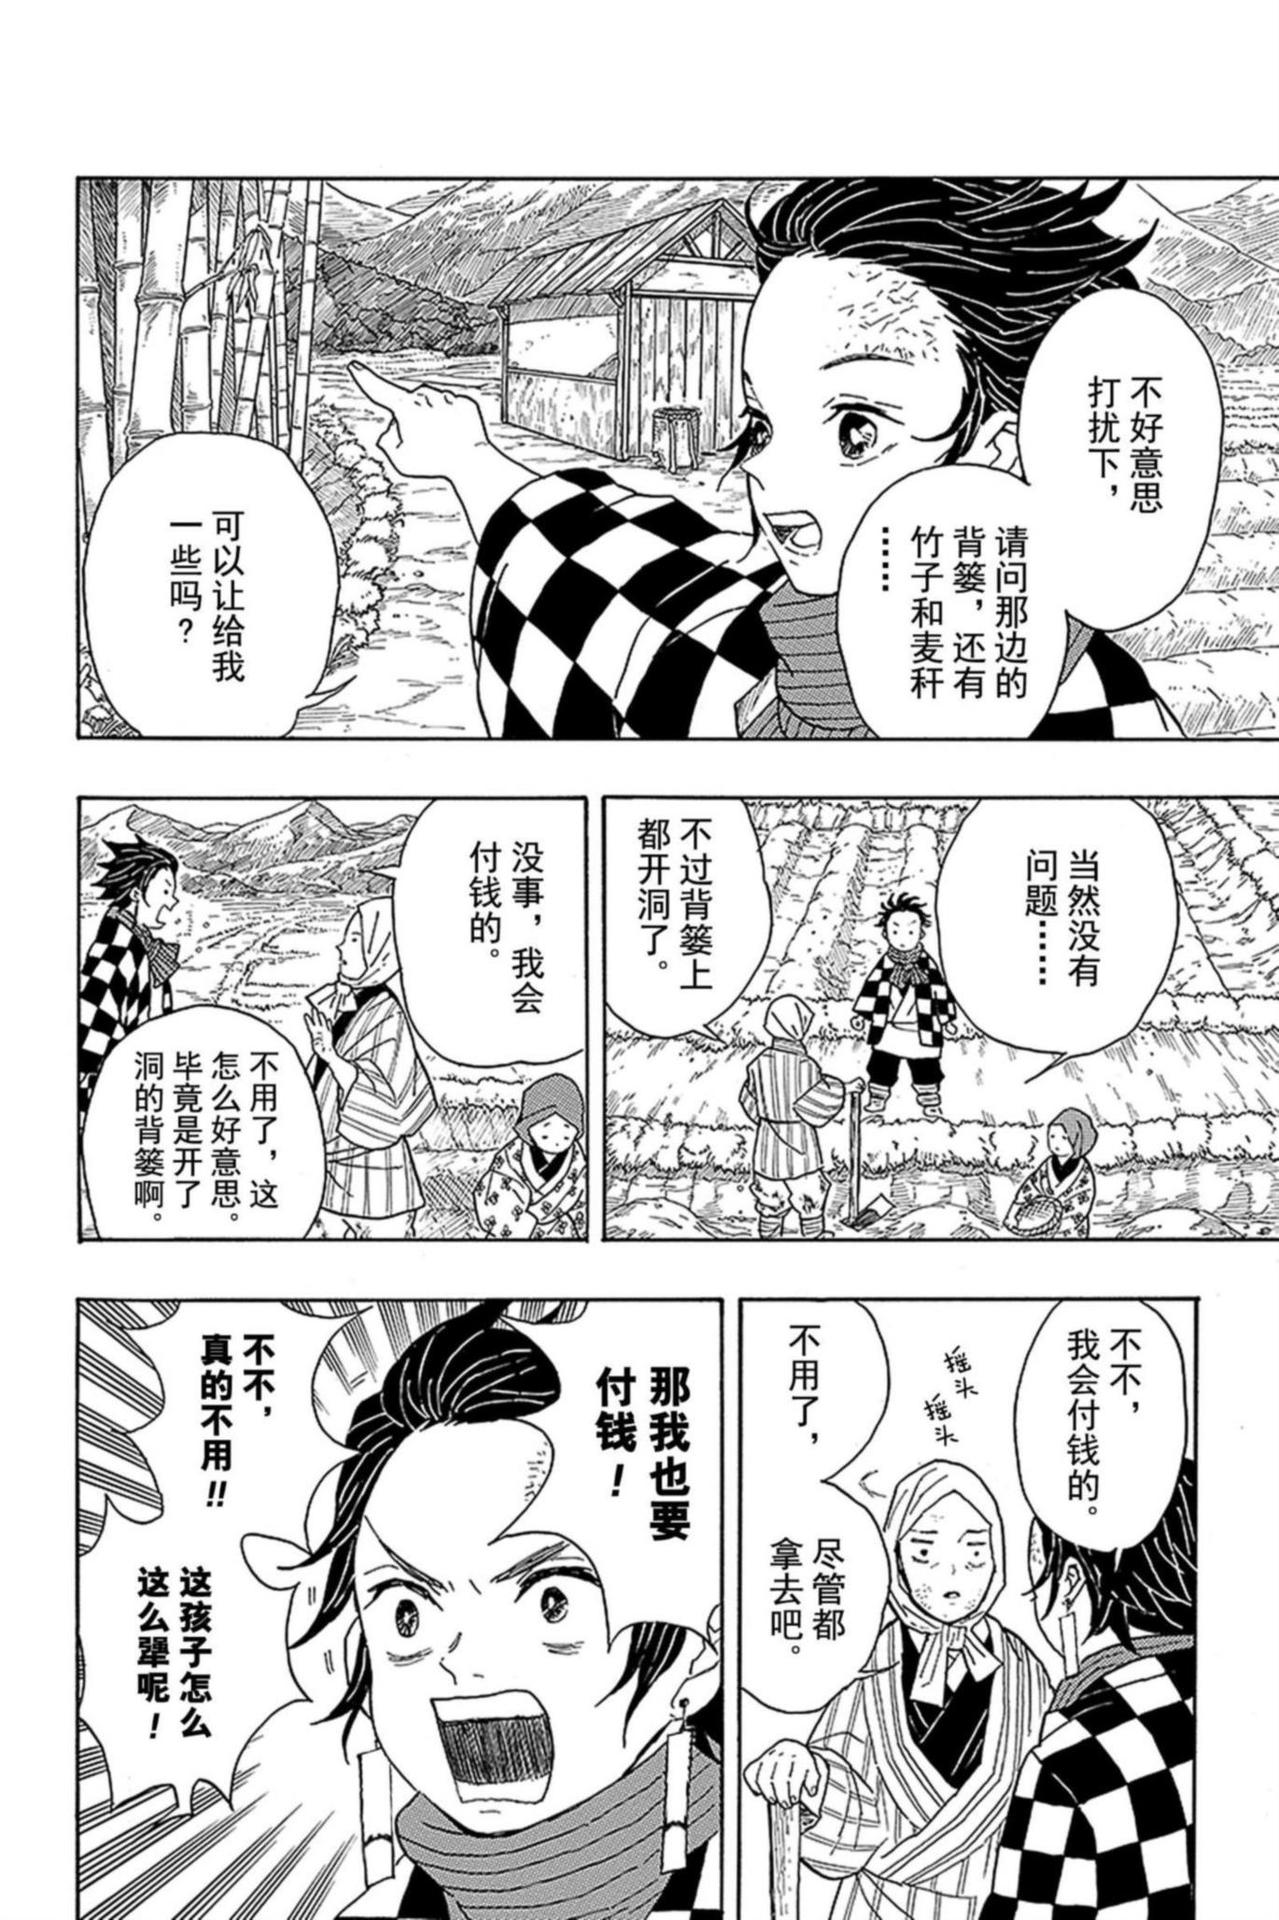 不好意思
打扰下，
请问那边的
背篓，还有
竹子和麦秆
……
可以让给我
一些吗？
当然没有
问题……
不过背篓上
都开洞了。
没事，我会
付钱的。
不用了，这
怎么好意思。
毕竟是开了
洞的背篓啊。
不不，
我会付钱的。
摇头
摇头
不用了，
尽管都
拿去吧。
那我也要
付钱！
不不，
真的不用！！
这孩子怎么
这么犟呢！